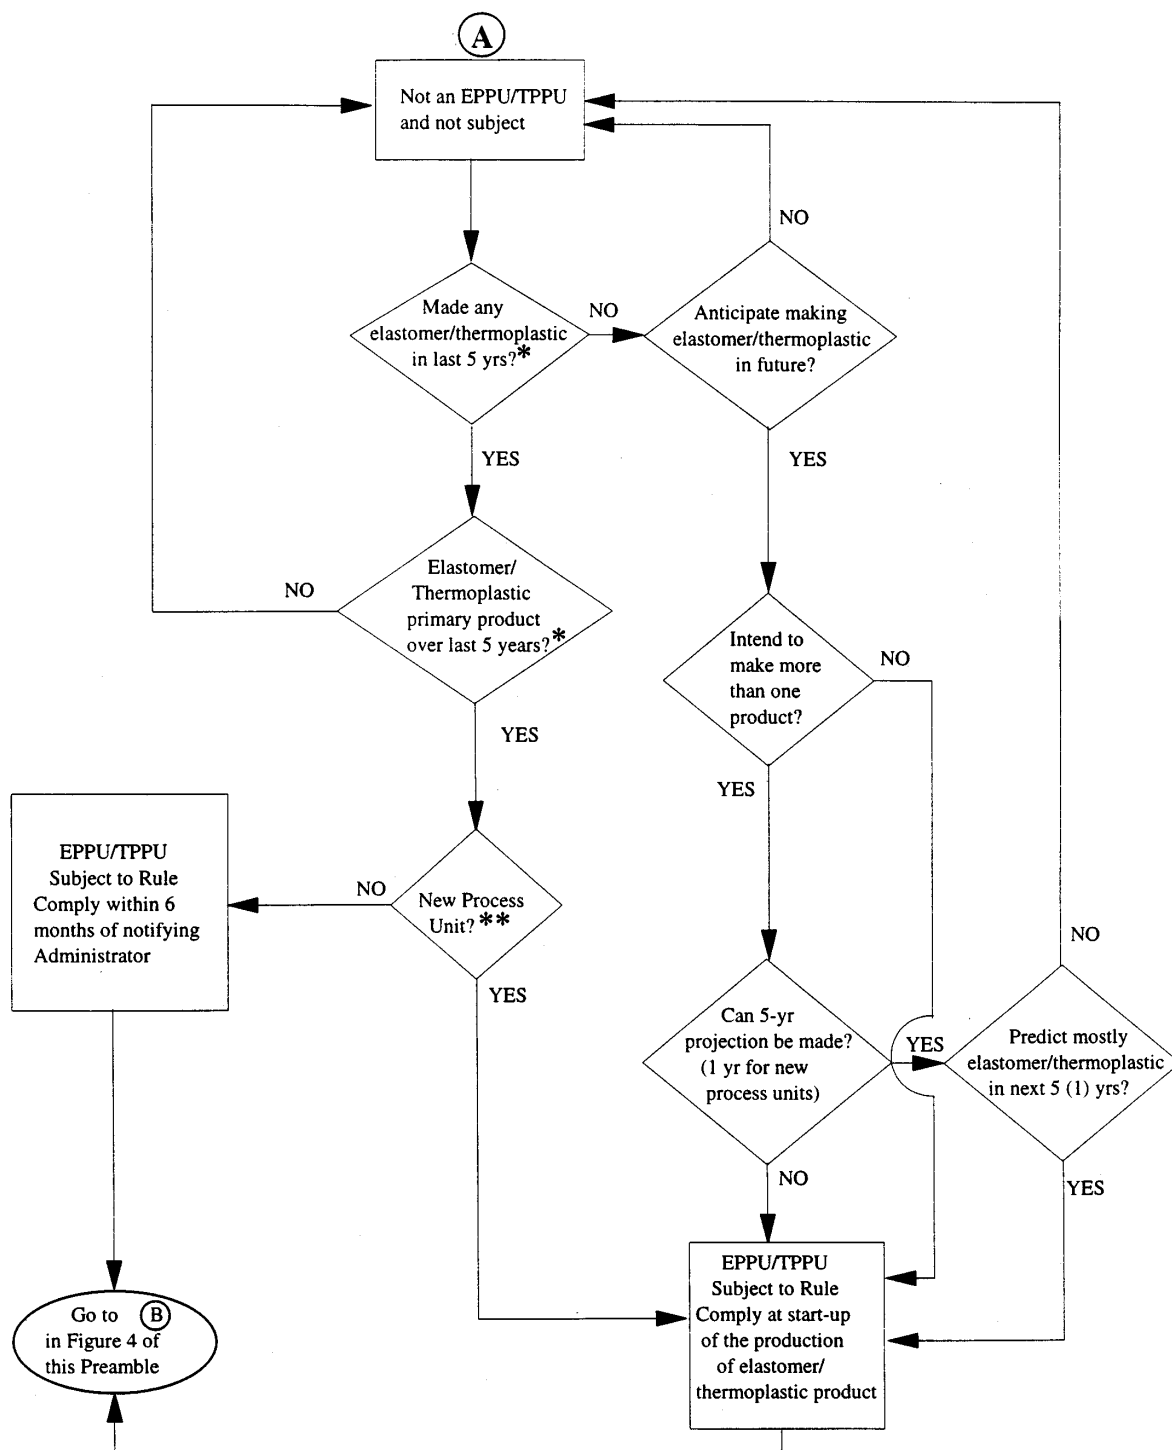 A
Not an EPPU/TPPU
and not subject
NO
Made any
elastomer/thermoplastic
in last 5 yrs?*
NO
Anticipate making
elastomer/thermoplastic
in future?
YES
YES
Elastomer/
Thermoplastic
primary product
over last 5 years?*
NO
Intend to
make more
than one
product?
NO
YES
YES
EPPU/TPPU
Subject to Rule
Comply within 6
months of notifying
Administrator
NO
New Process
Unit?**
YES
Can 5-yr
projection be made?
(1 yr for new
process units)
YES
NO
Predict mostly
elastomer/thermoplastic
in next 5 (1) yrs?
NO
YES
EPPU/TPPU
Subject to Rule
Comply at start-up
of the production
of elastomer/
thermoplastic product
Go to B
in Figure 4 of
this Preamble